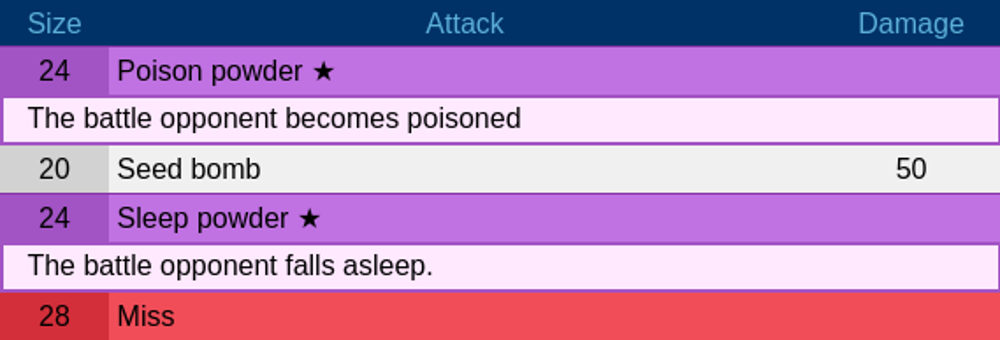 Size Attack Damage
24 Poison powder ★
The battle opponent becomes poisoned
20 Seed bomb 50
24 Sleep powder ★
The battle opponent falls asleep.
28 Miss